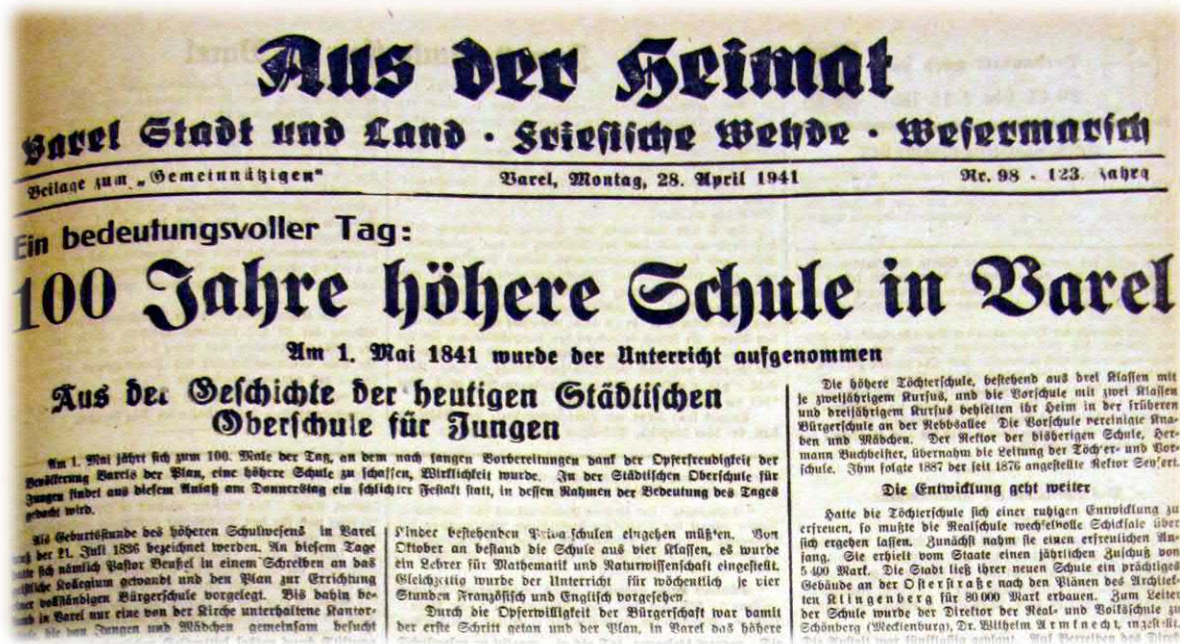 Aus der Heimat
Varel Stadt und Land · Friesische Wehde · Wesermarsch
Beilage zum „Gemeinnützigen“
Varel, Montag, 28. April 1941
Nr. 98 - 123. Jahrg
Ein bedeutungsvoller Tag:
100 Jahre höhere Schule in Varel
Am 1. Mai 1841 wurde der Unterricht aufgenommen
Aus der Geschichte der heutigen Städtischen
Oberschule für Jungen
Am 1. Mai jährt sich zum 100. Male der Tag, an dem nach langen Vorbereitungen dank der Opferfreudigkeit der
Bevölkerung Varels der Plan, eine höhere Schule zu schaffen, Wirklichkeit wurde. In der Städtischen Oberschule für
Jungen findet aus diesem Anlaß am Donnerstag ein schlichter Festakt statt, in dessen Rahmen der Bedeutung des Tages
gedacht wird.
Als Geburtsstunde des höheren Schulwesens in Varel
der 21. Juli 1836 bezeichnet werden. An diesem Tage
sich nämlich Pastor in einem Schreiben an das
Kollegium gewandt und den Plan zur Errichtung
vollständigen Bürgerschule vorgelegt. Bis dahin be-
in Varel nur eine von der Kirche unterhaltene Kantor-
die von Jungen und Mädchen gemeinsam besucht
Kinder bestehenden Privatschulen eingehen müßten. Von
Oktober an bestand die Schule aus vier Klassen, es wurde
ein Lehrer für Mathematik und Naturwissenschaft eingestellt.
Gleichzeitig wurde der Unterricht für wöchentlich je vier
Stunden Französisch und Englisch vorgesehen.
Durch die Opferwilligkeit der Bürgerschaft war damit
der erste Schritt getan und der Plan, in Varel das höhere
Die höhere Töchterschule, bestehend aus drei Klassen mit
je zweijährigem Kursus, und die Vorschule mit zwei Klassen
und dreijährigem Kursus behielten ihr Heim in der früheren
Bürgerschule an der Nebbsallee Die Vorschule vereinigte Kna-
ben und Mädchen. Der Rektor der bisherigen Schule, Her-
mann Buchheister, übernahm die Leitung der Töchter- und Vor-
schule. Ihm folgte 1887 der seit 1876 angestellte Rektor
Die Entwicklung geht weiter
Hatte die Töchterschule sich einer ruhigen Entwicklung zu
erfreuen, so mußte die Realschule wechselvolle Schicksale über
sich ergehen lassen. Zunächst nahm sie einen erfreulichen An-
fang. Sie erhielt vom Staate einen jährlichen Zuschuß von
5 400 Mark. Die Stadt ließ ihrer neuen Schule ein prächtiges
Gebäude an der Osterstraße nach den Plänen des Architek-
ten Klingenberg für 80 000 Mark erbauen. Zum Leiter
der Schule wurde der Direktor der Real- und Volksschule zu
Schönberg (Mecklenburg), Dr. Wilhelm Armknecht, ingestellt.